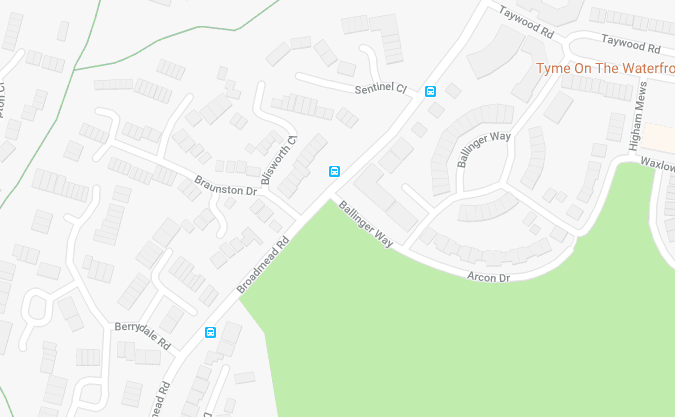 Taywood Rd
Taywood Rd
Tyme On The Waterfro
Sentinel Cl
Higham Mews
Ballinger Way
Blisworth Cl
Waxlow
Braunston Dr
Ballinger Way
Broadmead Rd
Arcon Dr
Berrydale Rd
mead Rd